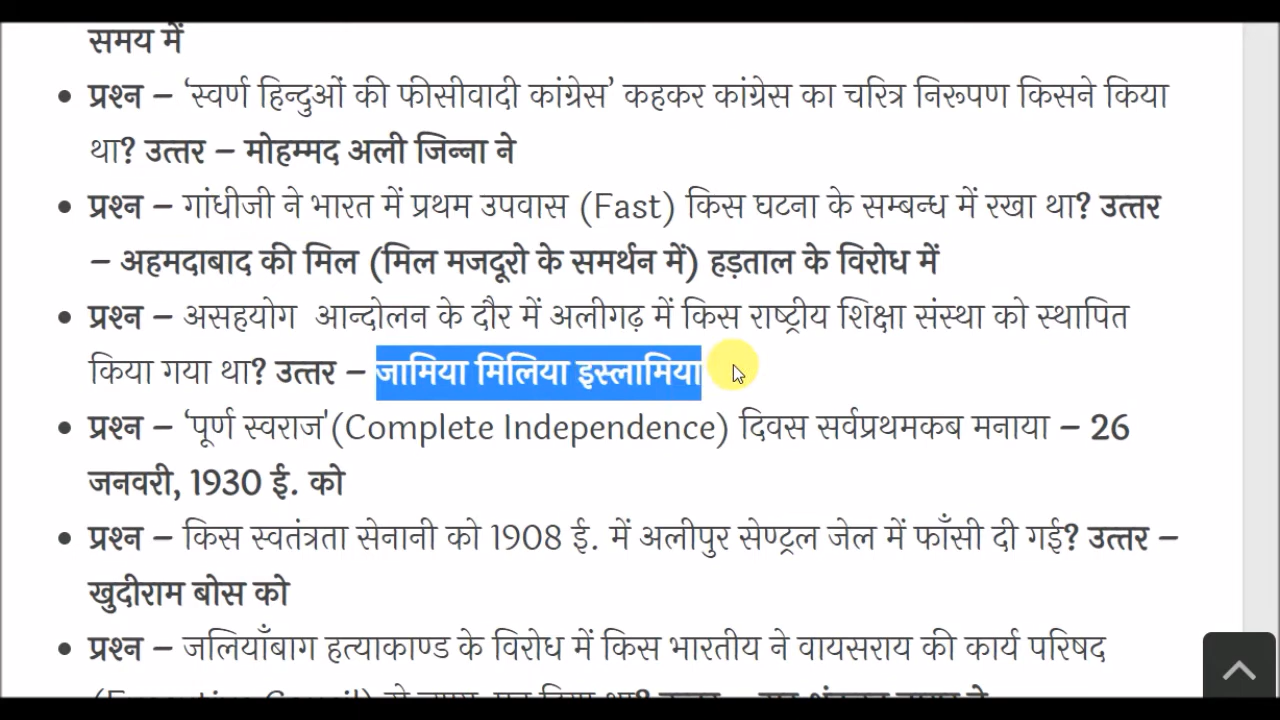 समय में
• प्रश्न – ‘स्वर्ण हिन्दुओं की फीसीवादी कांग्रेस’ कहकर कांग्रेस का चरित्र निरूपण किसने किया
था? उत्तर – मोहम्मद अली जिन्ना ने
• प्रश्न – गांधीजी ने भारत में प्रथम उपवास (Fast) किस घटना के सम्बन्ध में रखा था? उत्तर
– अहमदाबाद की मिल (मिल मजदूरो के समर्थन में) हड़ताल के विरोध में
• प्रश्न – असहयोग आन्दोलन के दौर में अलीगढ़ में किस राष्ट्रीय शिक्षा संस्था को स्थापित
किया गया था? उत्तर – जामिया मिलिया इस्लामिया
• प्रश्न – ‘पूर्ण स्वराज'(Complete Independence) दिवस सर्वप्रथमकब मनाया – 26
जनवरी, 1930 ई. को
• प्रश्न – किस स्वतंत्रता सेनानी को 1908 ई. में अलीपुर सेण्ट्रल जेल में फाँसी दी गई? उत्तर –
खुदीराम बोस को
• प्रश्न – जलियाँबाग हत्याकाण्ड के विरोध में किस भारतीय ने वायसराय की कार्य परिषद